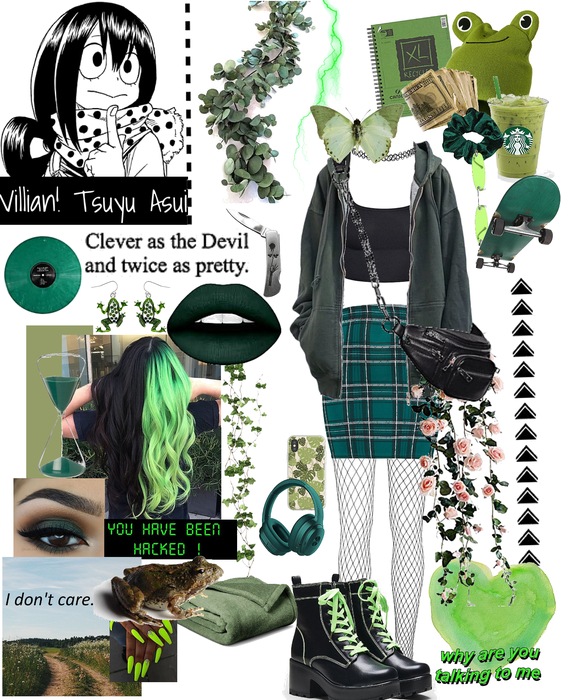 Villian! Tsuyu Asui
XL
Clever as the Devil
and twice as pretty.
YOU HAVE BEEN
HACKED !
I don't care.
why are you
talking to me